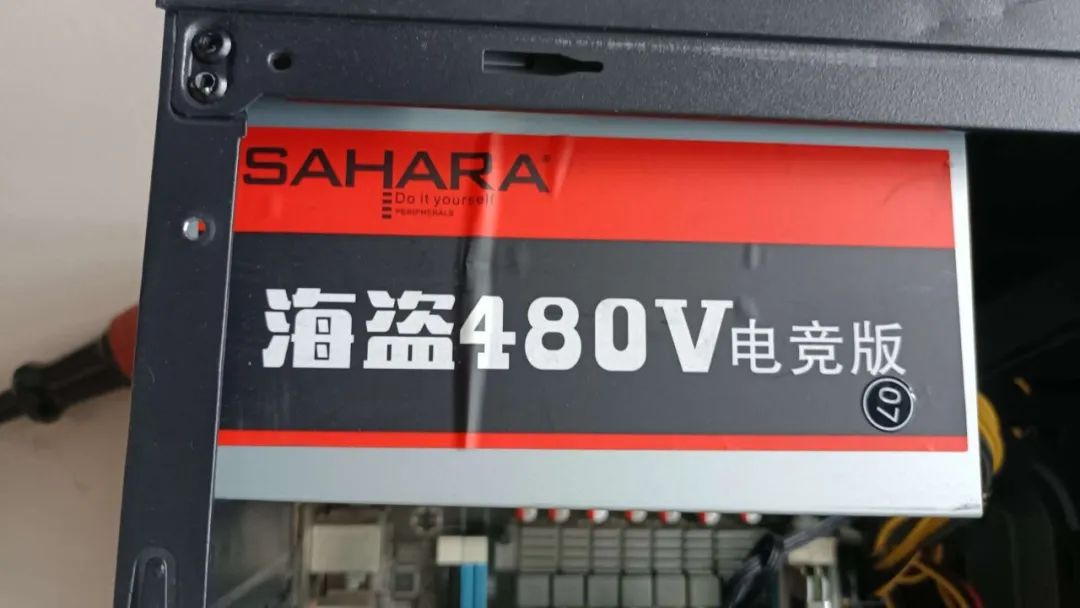 SAHARA®
Do it yourself
PERIPHERALS
海盗480V电竞版
07